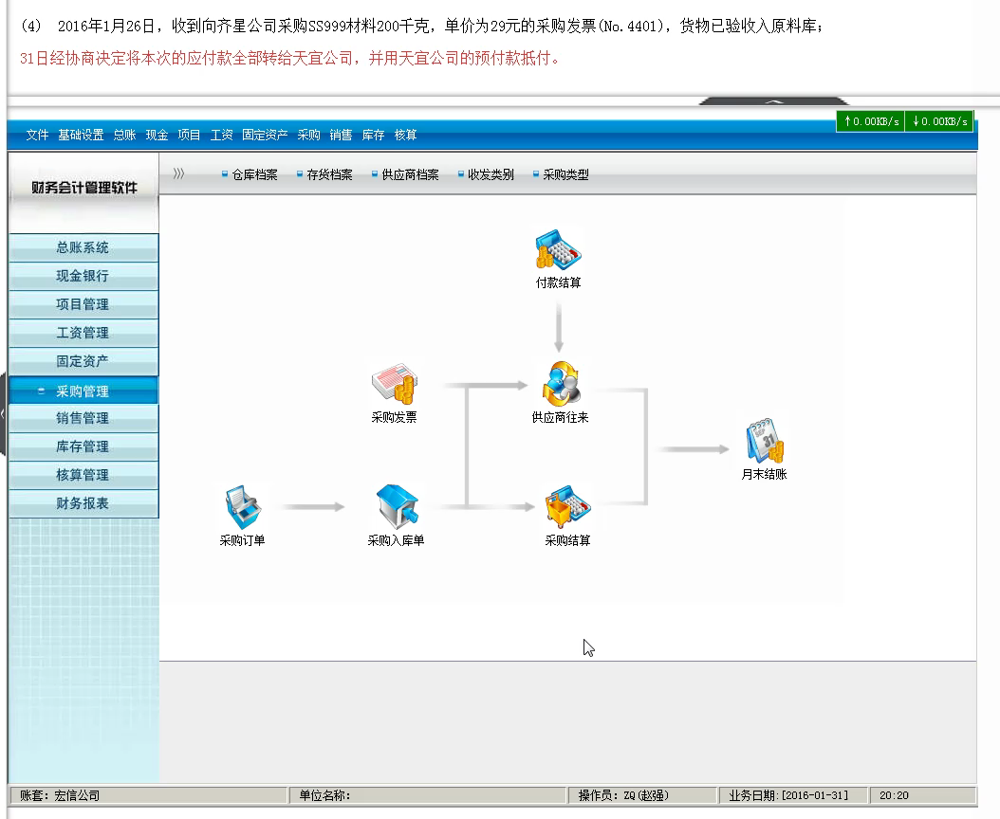 (4) 2016年1月26日，收到向齐星公司采购SS999材料200千克，单价为29元的采购发票(No.4401)，货物已验收入原料库；
31日经协商决定将本次的应付款全部转给天宜公司，并用天宜公司的预付款抵付。
↑0.00KB/s ↓0.00KB/s
文件 基础设置 总账 现金 项目 工资 固定资产 采购 销售 库存 核算
财务会计管理软件
仓库档案 存货档案 供应商档案 收发类别 采购类型
总账系统
现金银行
项目管理
工资管理
固定资产
采购管理
销售管理
库存管理
核算管理
财务报表
付款结算
采购发票
供应商往来
月末结账
采购订单
采购入库单
采购结算
账套：宏信公司 单位名称： 操作员：ZQ(赵强) 业务日期:[2016-01-31] 20:20